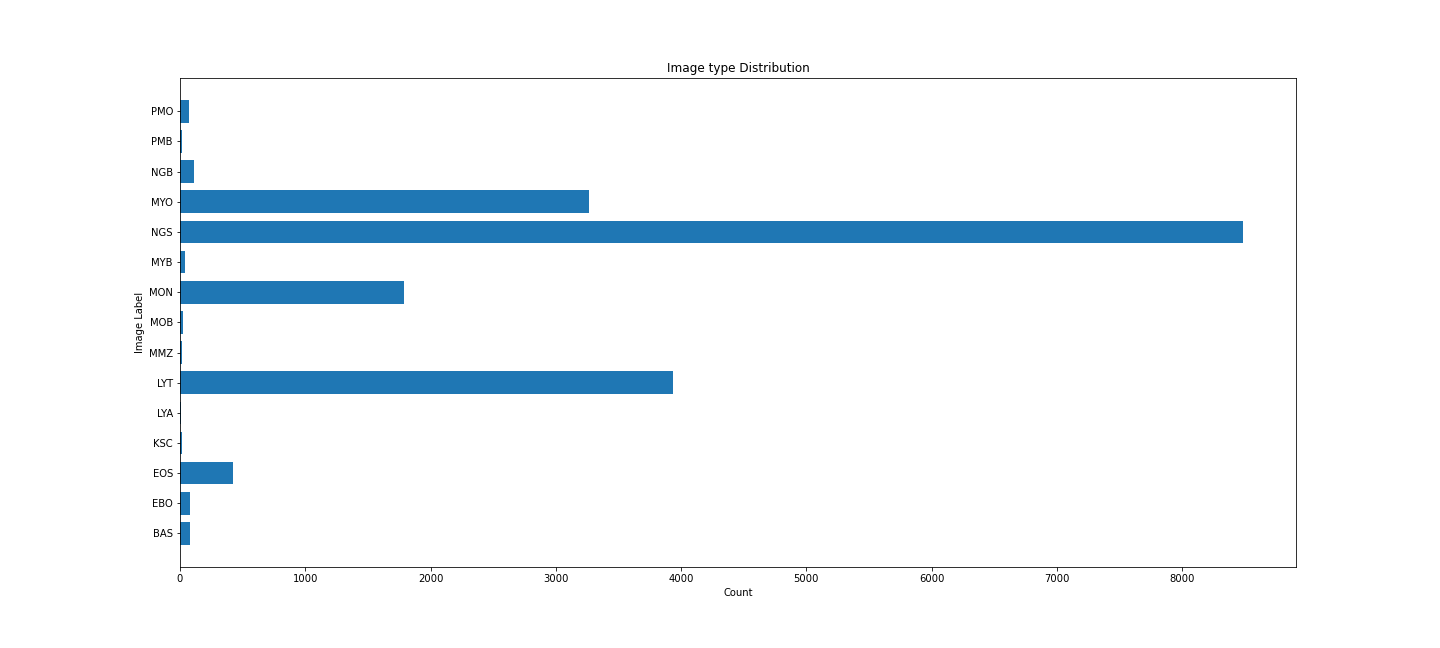 Image type Distribution
PMO
PMB
NGB
MYO
NGS
MYB
MON
MOB
MMZ
LYT
LYA
KSC
EOS
EBO
BAS
Image Label
0 1000 2000 3000 4000 5000 6000 7000 8000
Count